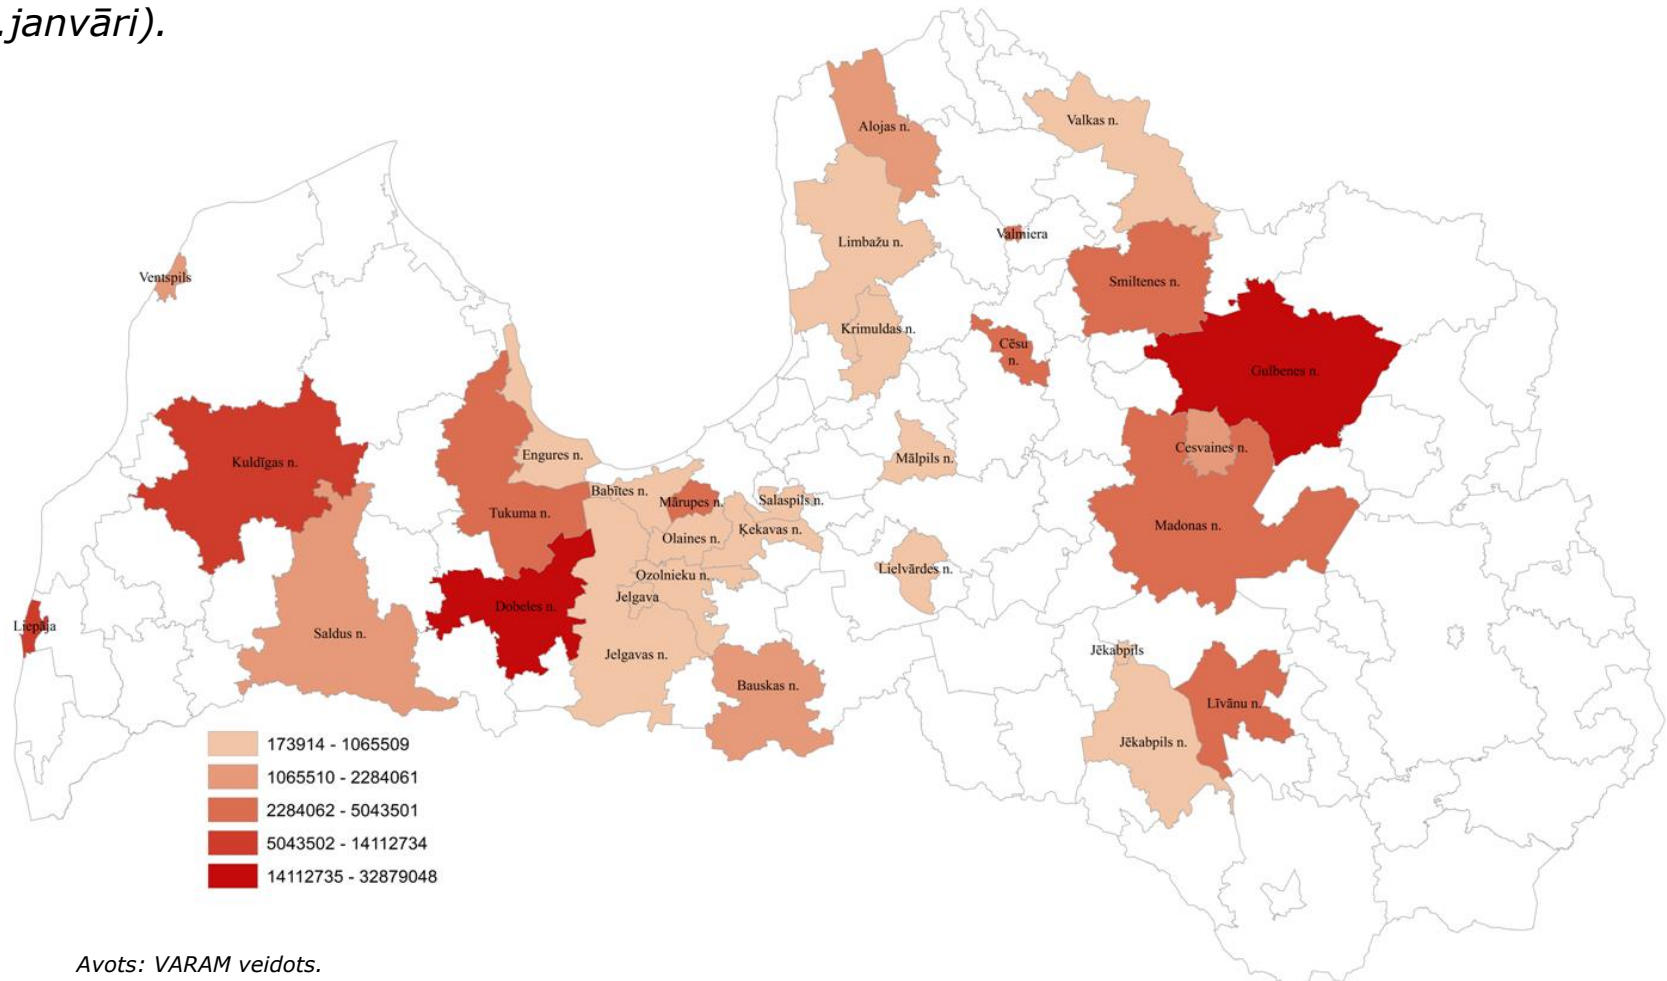 .janvāri).
Alojas n.
Valkas n.
Limbažu n.
Valmiera
Ventspils
Smiltenes n.
Krimuldas n.
Cēsu
n.
Gulbenes n.
Kuldīgas n.
Engures n.
Mālpils n.
Cesvaines n.
Babītes n.
Mārupes n.
Salaspils n.
Tukuma n.
Olaines n.
Ķekavas n.
Madonas n.
Ozolnieku n.
Lielvārdes n.
Jelgava
Dobeles n.
Liepāja
Saldus n.
Jelgavas n.
Jēkabpils
Bauskas n.
Līvānu n.
Jēkabpils n.
173914 - 1065509
1065510 - 2284061
2284062 - 5043501
5043502 - 14112734
14112735 - 32879048
Avots: VARAM veidots.